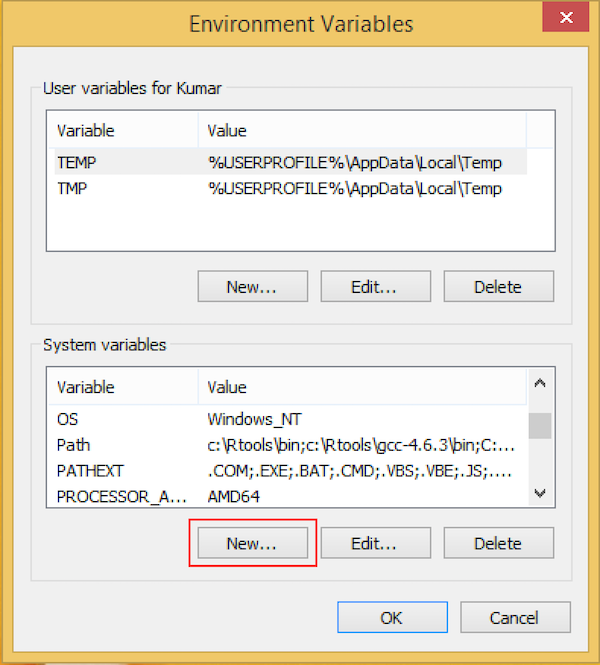 Environment Variables
User variables for Kumar
Variable Value
TEMP %USERPROFILE%\AppData\Local\Temp
TMP %USERPROFILE%\AppData\Local\Temp
New... Edit... Delete
System variables
Variable Value
OS Windows_NT
Path c:\Rtools\bin;c:\Rtools\gcc-4.6.3\bin;C:...
PATHEXT .COM;.EXE;.BAT;.CMD;.VBS;.VBE;.JS;....
PROCESSOR_A... AMD64
New... Edit... Delete
OK Cancel